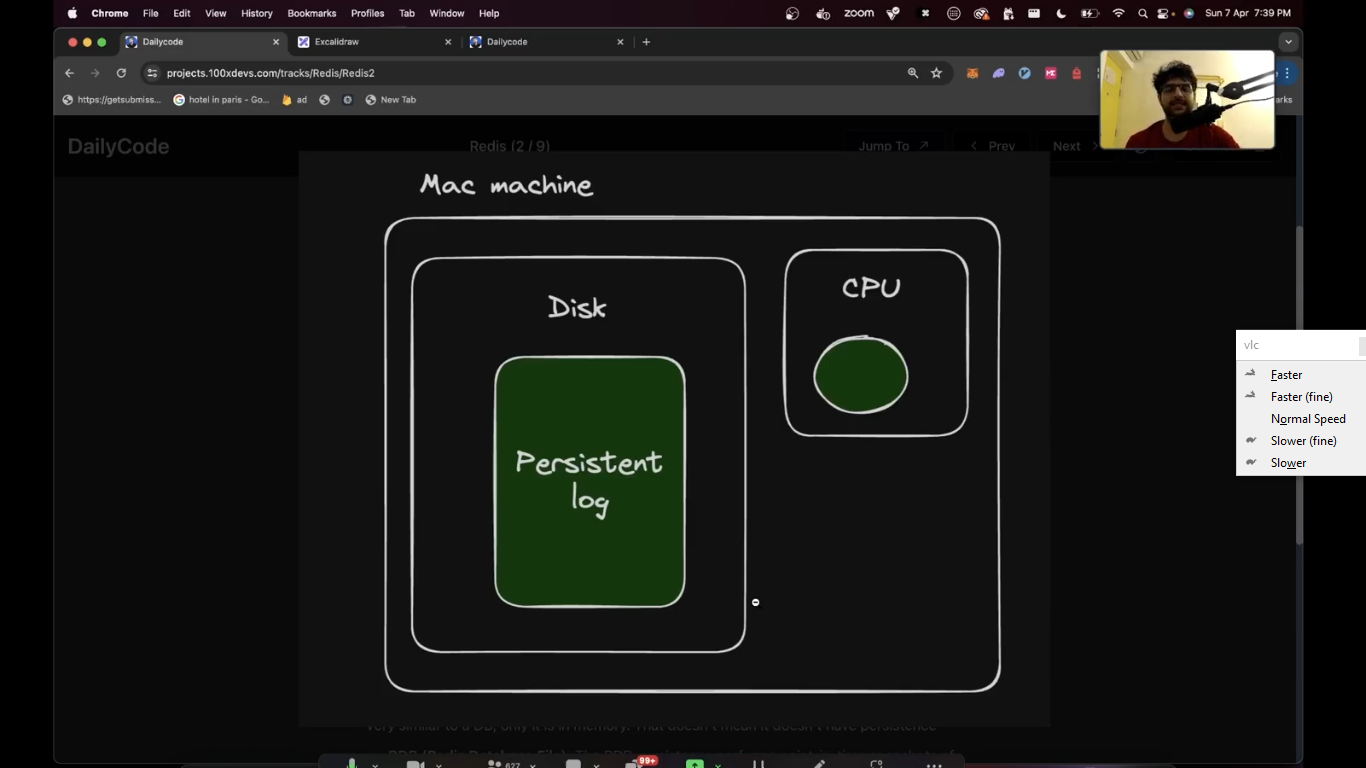 Chrome File Edit View History Bookmarks Profiles Tab Window Help
zoom
Sun 7 Apr 7:39 PM
Dailycode
Excalidraw
Dailycode
projects.100xdevs.com/tracks/Redis/Redis2
https://getsubmiss...
hotel in paris - Go...
ad
New Tab
arks
DailyCode
Redis (2 / 9)
Jump To
Prev
Next
Mac machine
Disk
CPU
Persistent
log
vlc
Faster
Faster (fine)
Normal Speed
Slower (fine)
Slower
very similar to a DB, only it is in memory. That doesn't mean it doesn't have persistence
627
99+